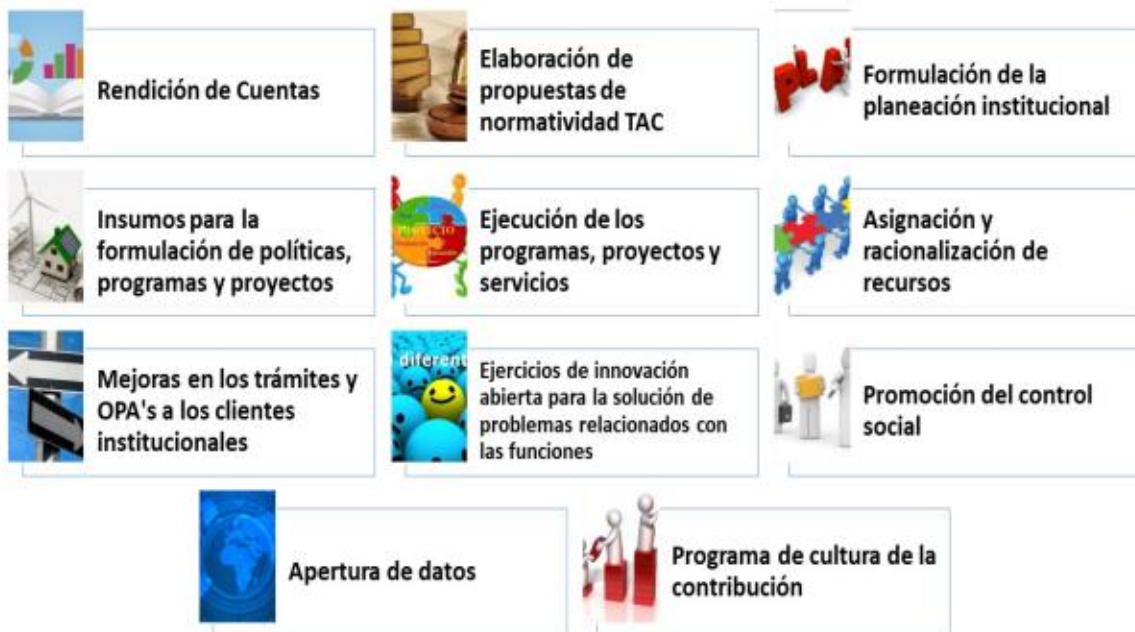 Rendición de Cuentas
Elaboración de
propuestas de
normatividad TAC
PLA
Formulación de la
planeación institucional
Insumos para la
formulación de políticas,
programas y proyectos
Ejecución de los
programas, proyectos y
servicios
Asignación y
racionalización de
recursos
Mejoras en los trámites y
OPA's a los clientes
institucionales
diferent
Ejercicios de innovación
abierta para la solución de
problemas relacionados con
las funciones
Promoción del control
social
Apertura de datos
Programa de cultura de la
contribución